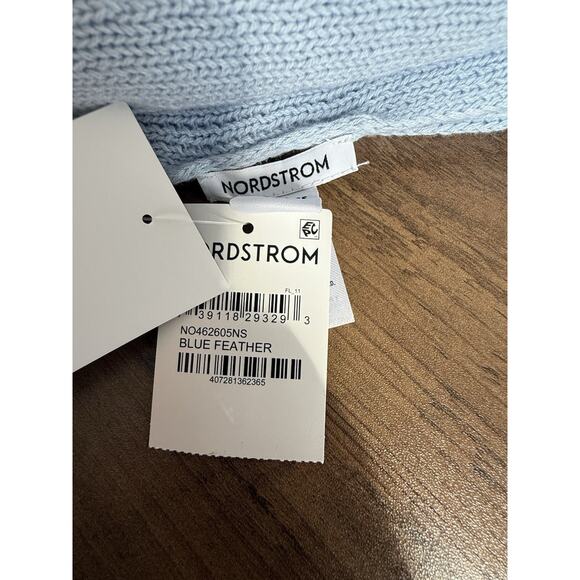 NORDSTROM
RDSTROM
FL_11
39118 29329 3
NO462605NS
BLUE FEATHER
407281362365